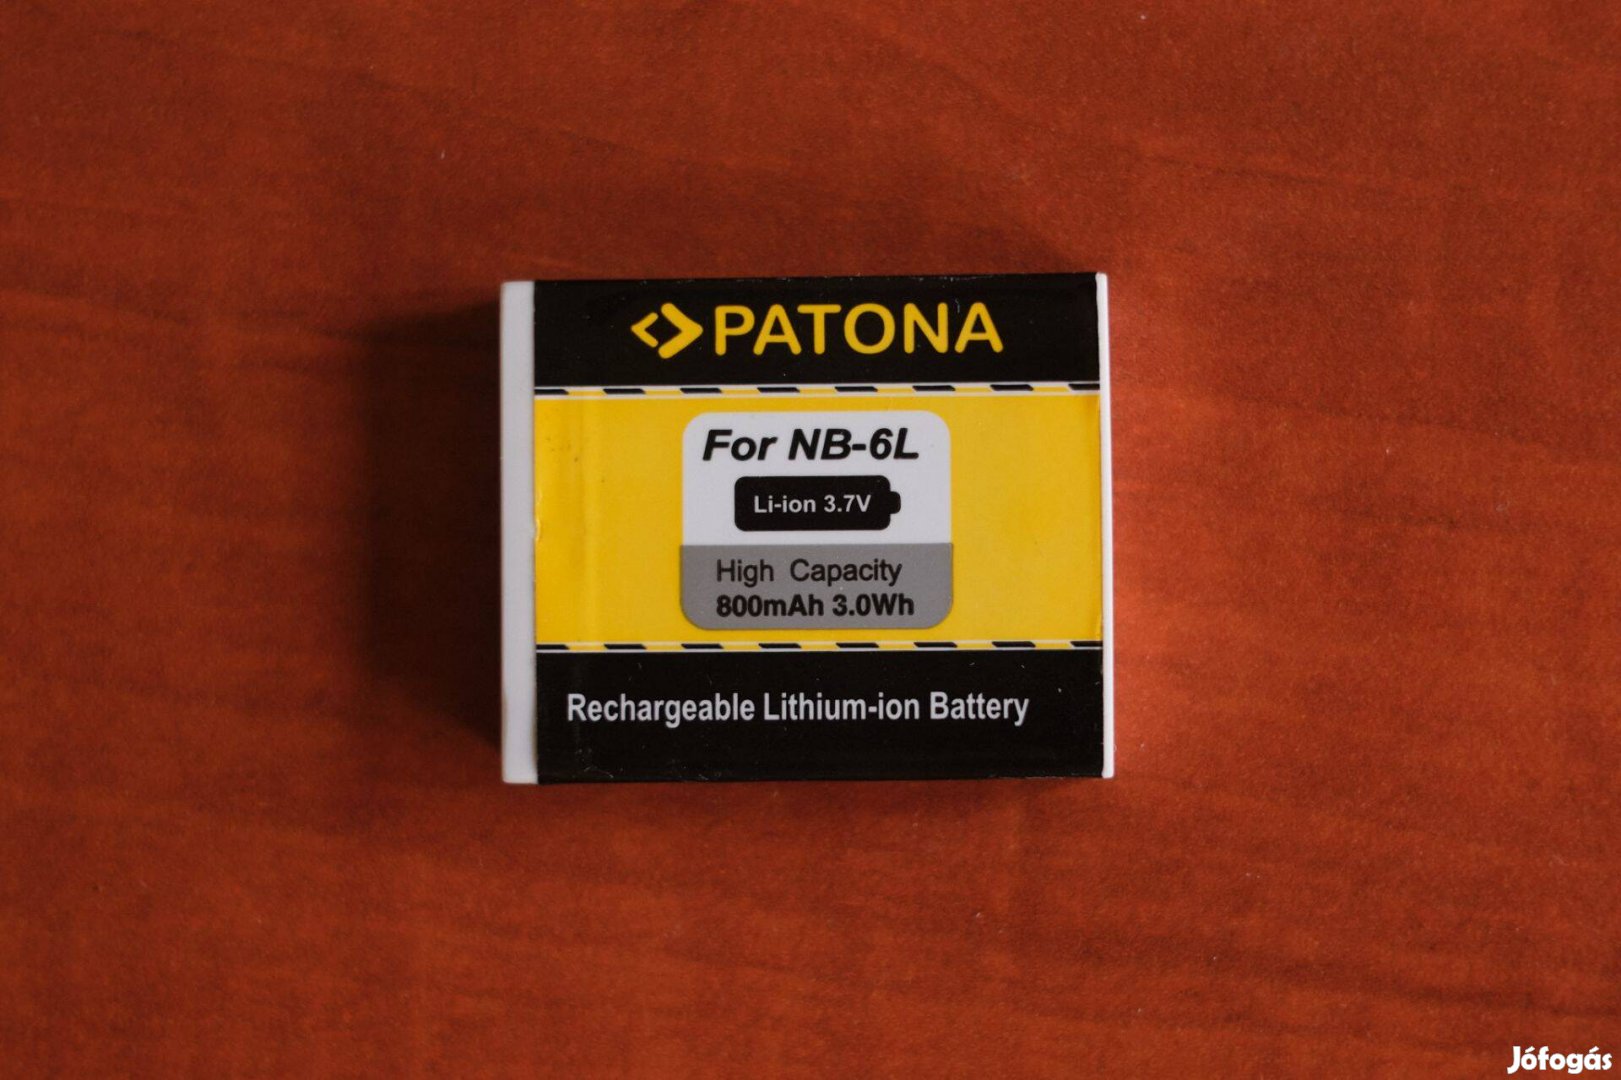 PATONA
For NB-6L
Li-ion 3.7V
High Capacity
800mAh 3.0Wh
Rechargeable Lithium-ion Battery
Jófogás